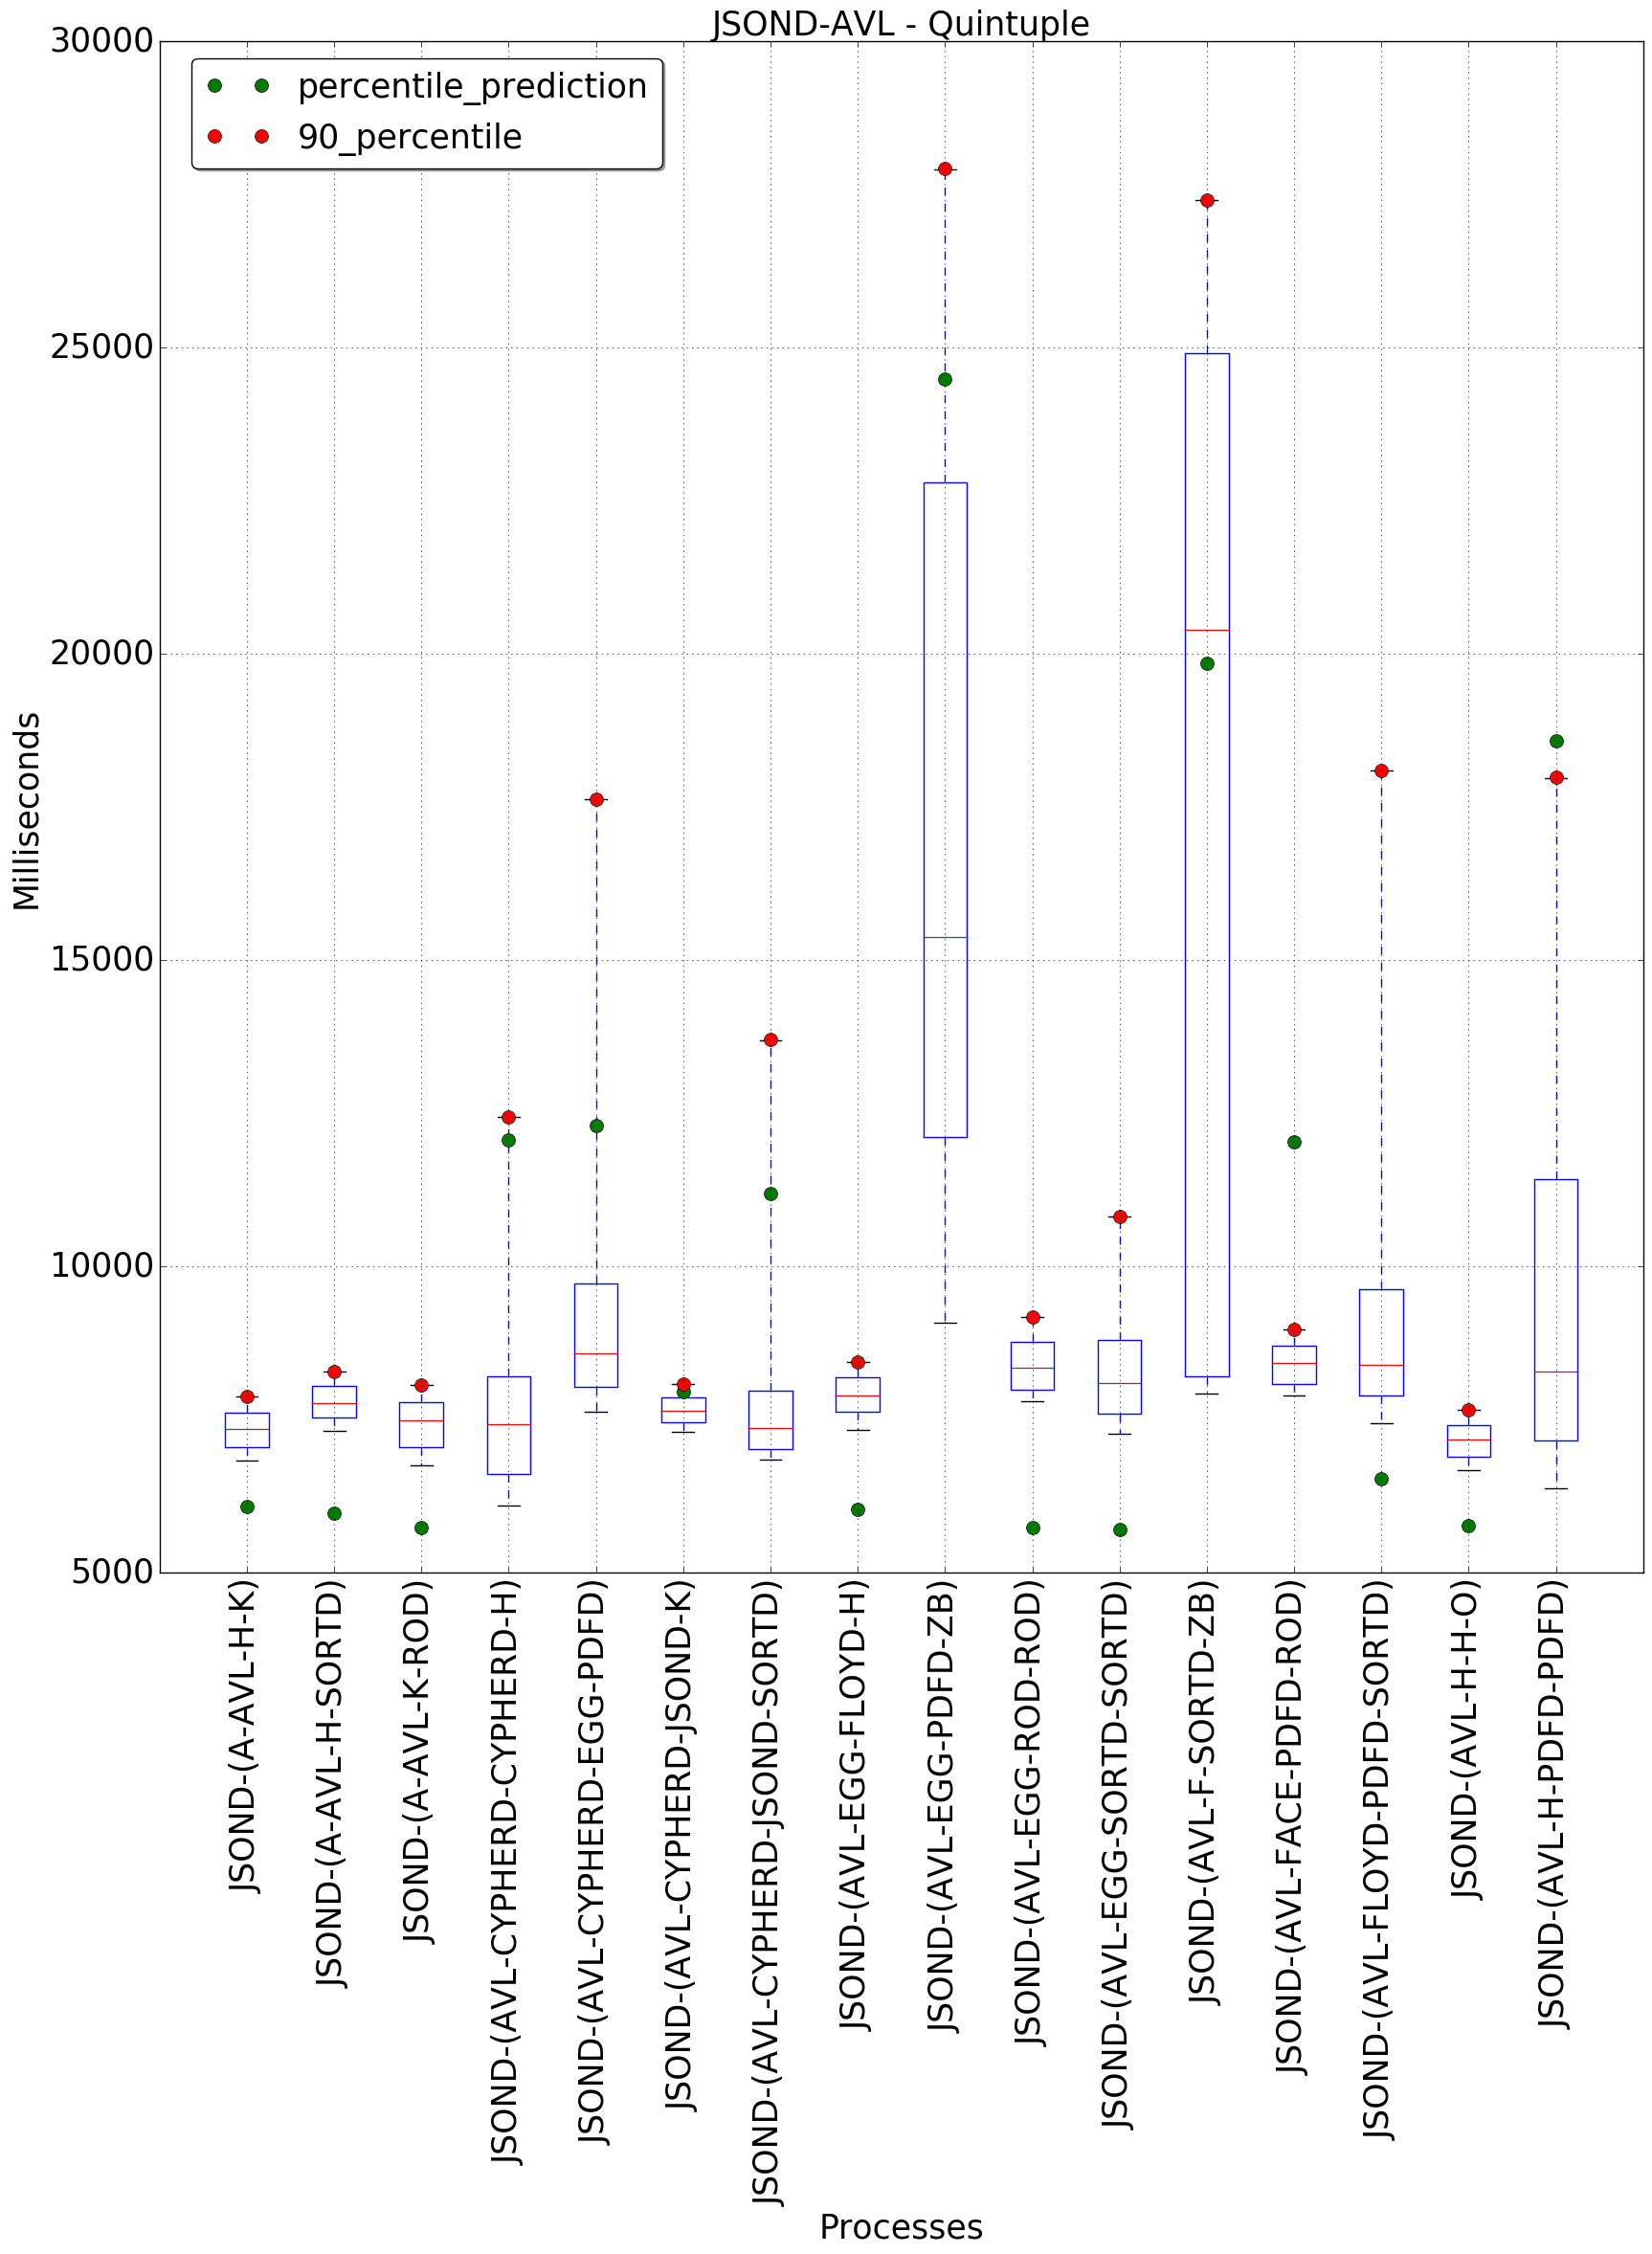 JSOND-AVL - Quintuple
30000
percentile_prediction
90_percentile
25000
20000
15000
10000
5000
Milliseconds
JSOND-(A-AVL-H-K)
JSOND-(A-AVL-H-SORTD)
JSOND-(A-AVL-K-ROD)
JSOND-(AVL-CYPHERD-CYPHERD-H)
JSOND-(AVL-CYPHERD-EGG-PDFD)
JSOND-(AVL-CYPHERD-JSOND-K)
JSOND-(AVL-CYPHERD-JSOND-SORTD)
JSOND-(AVL-EGG-FLOYD-H)
JSOND-(AVL-EGG-PDFD-ZB)
JSOND-(AVL-EGG-ROD-ROD)
JSOND-(AVL-EGG-SORTD-SORTD)
JSOND-(AVL-F-SORTD-ZB)
JSOND-(AVL-FACE-PDFD-ROD)
JSOND-(AVL-FLOYD-PDFD-SORTD)
JSOND-(AVL-H-H-O)
JSOND-(AVL-H-PDFD-PDFD)
Processes